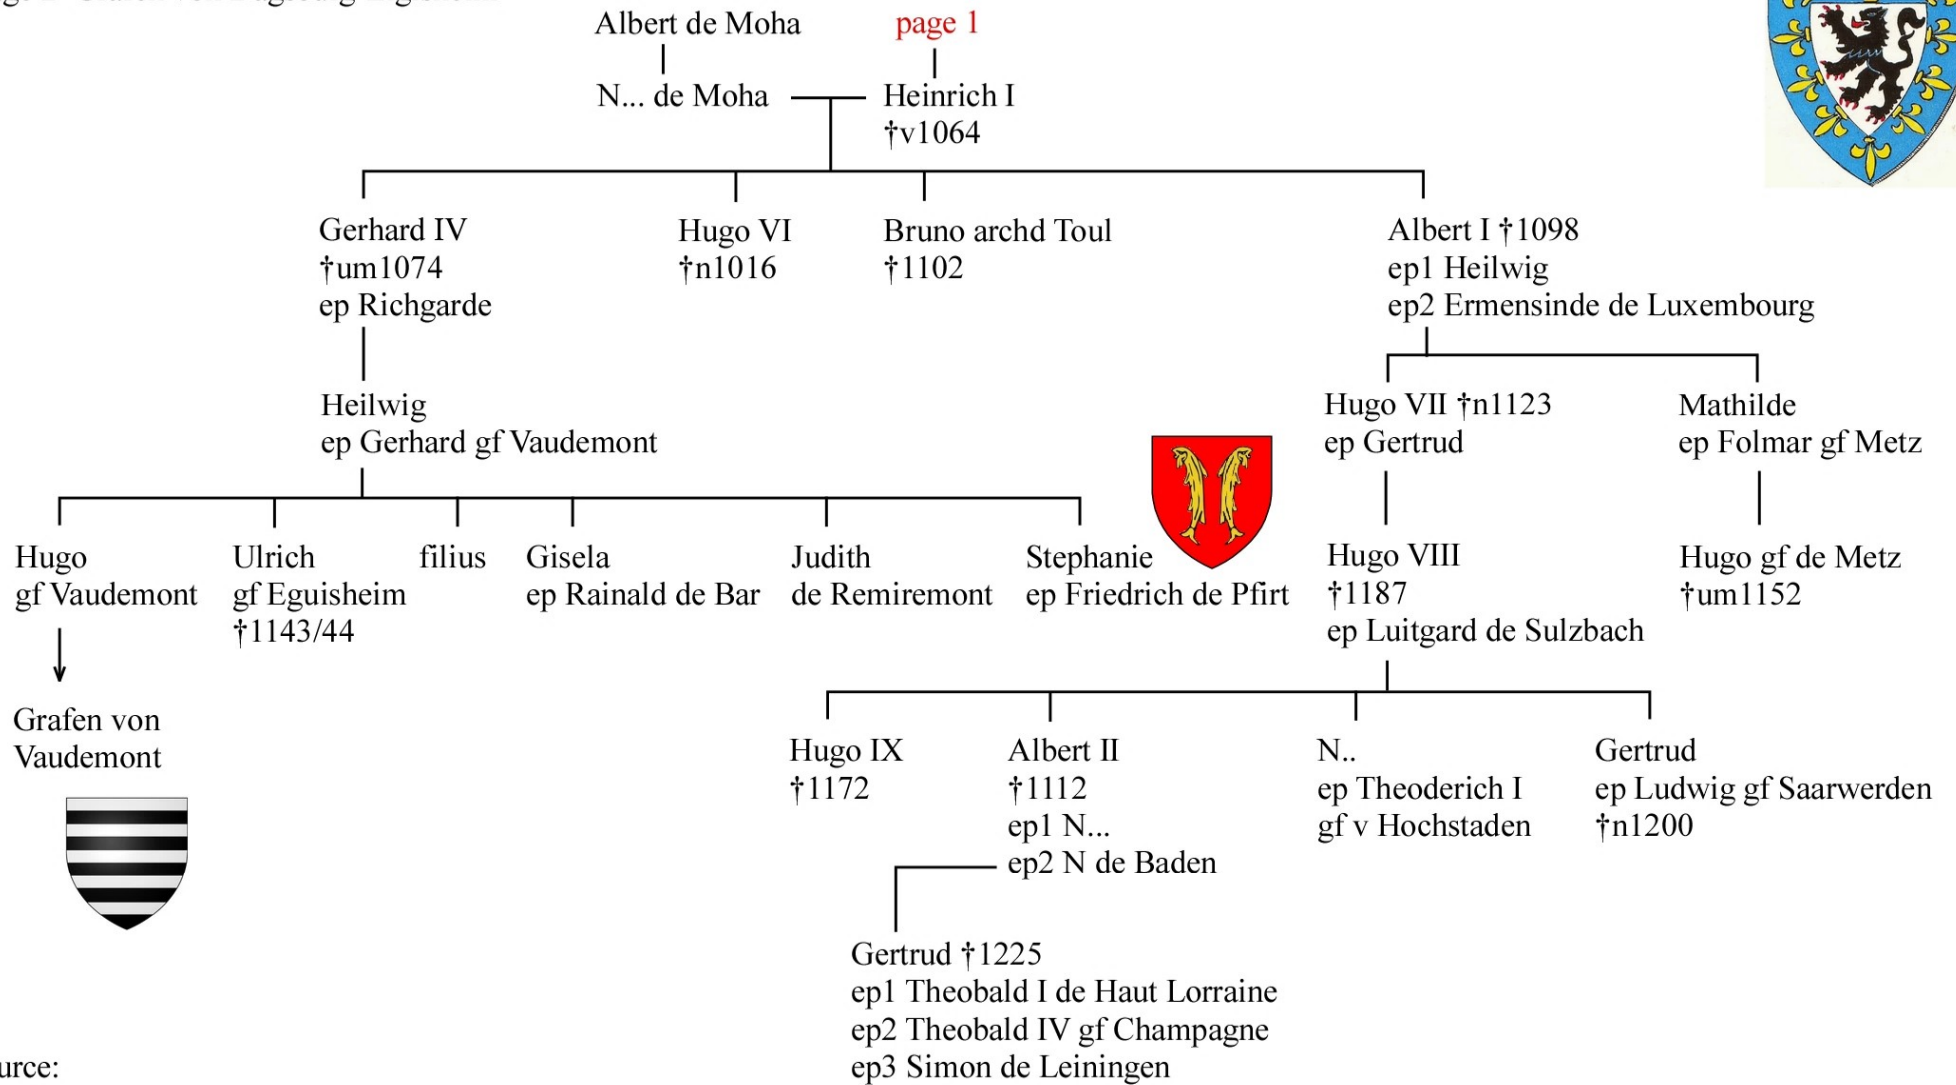 Albert de Moha
page 1
N... de Moha
Heinrich I
†v1064
Gerhard IV
†um1074
ep Richgarde
Hugo VI
†n1016
Bruno archd Toul
†1102
Albert I †1098
ep1 Heilwig
ep2 Ermensinde de Luxembourg
Heilwig
ep Gerhard gf Vaudemont
Hugo VII †n1123
ep Gertrud
Mathilde
ep Folmar gf Metz
Hugo
gf Vaudemont
Ulrich
gf Eguisheim
†1143/44
filius
Gisela
ep Rainald de Bar
Judith
de Remiremont
Stephanie
ep Friedrich de Pfirt
Hugo VIII
†1187
ep Luitgard de Sulzbach
Hugo gf de Metz
†um1152
Grafen von
Vaudemont
Hugo IX
†1172
Albert II
†1112
ep1 N...
ep2 N de Baden
N..
ep Theoderich I
gf v Hochstaden
Gertrud
ep Ludwig gf Saarwerden
†n1200
Gertrud †1225
ep1 Theobald I de Haut Lorraine
ep2 Theobald IV gf Champagne
ep3 Simon de Leiningen
urce: